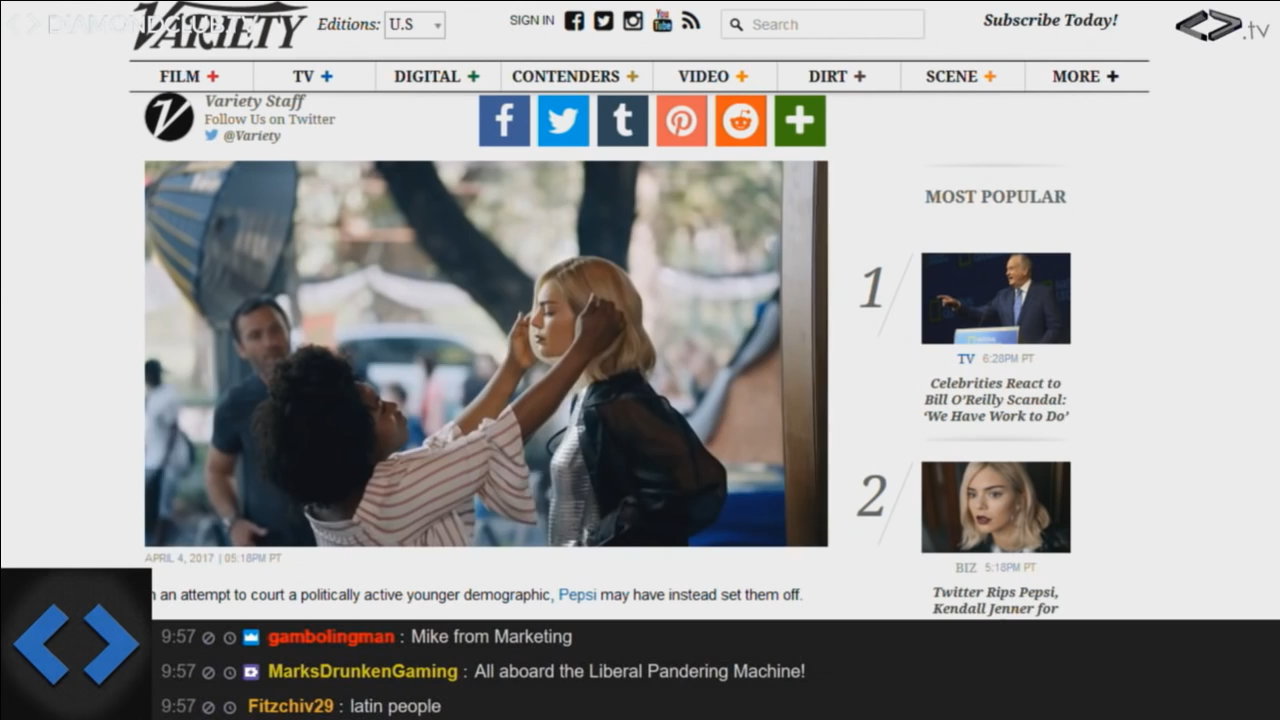 DIAMONDCLUB.TV
VARIETY
Editions: U.S
SIGN IN
You Tube
Search
Subscribe Today!
.tv
FILM +
TV +
DIGITAL +
CONTENDERS +
VIDEO +
DIRT +
SCENE +
MORE +
Variety Staff
Follow Us on Twitter
@Variety
MOST POPULAR
1
TV 6:28PM PT
Celebrities React to
Bill O'Reilly Scandal:
'We Have Work to Do'
2
BIZ 5:18PM PT
Twitter Rips Pepsi,
Kendall Jenner for
APRIL 4, 2017 | 05:18PM PT
n an attempt to court a politically active younger demographic, Pepsi may have instead set them off.
9:57 gambolingman : Mike from Marketing
9:57 MarksDrunkenGaming : All aboard the Liberal Pandering Machine!
9:57 Fitzchiv29 : latin people